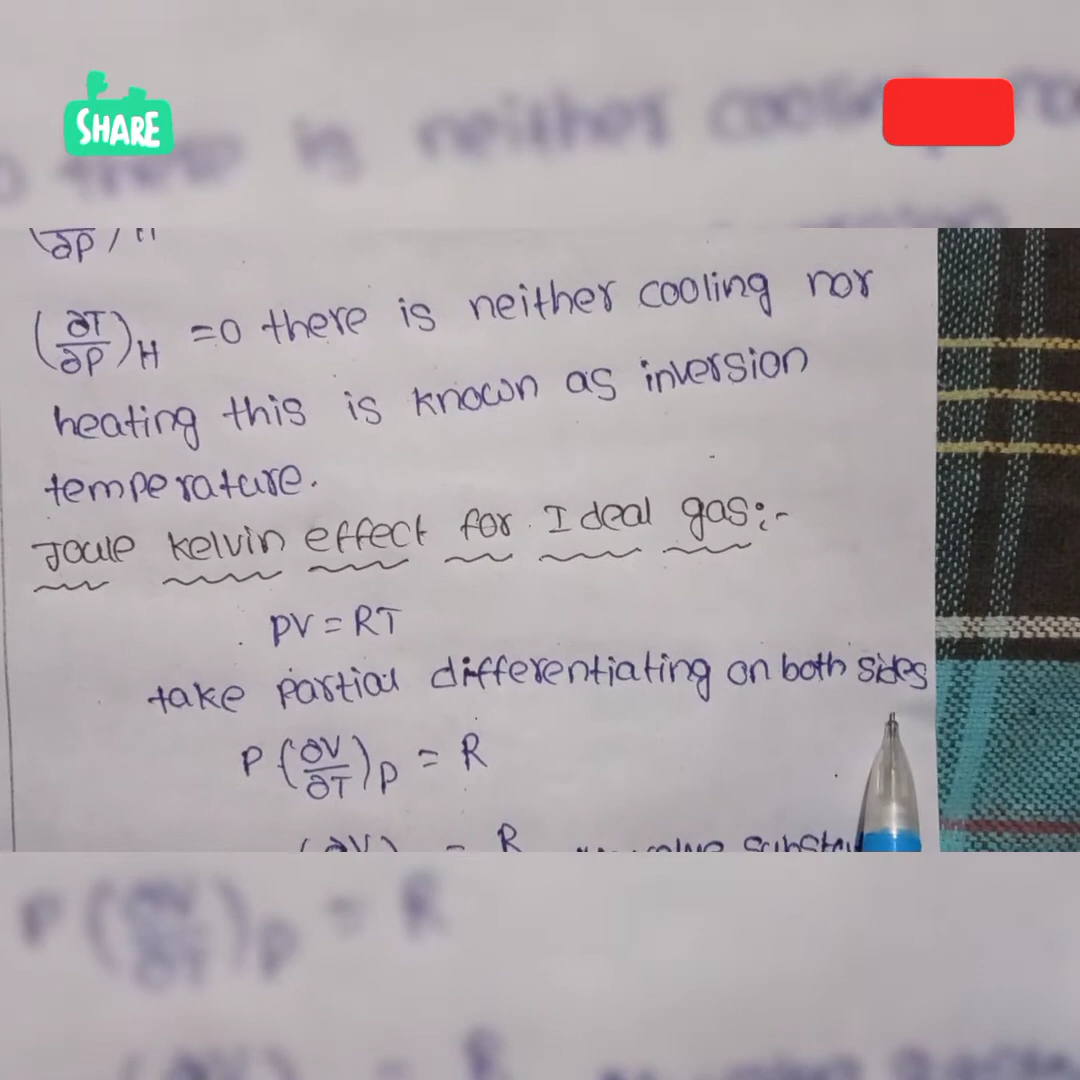 SHARE
(∂T/∂P)H =0 there is neither cooling nor
heating this is known as inversion
temperature.
Joule kelvin effect for Ideal gas:-
PV = RT
take partial differentiating on both sides
P(∂V/∂T)P = R